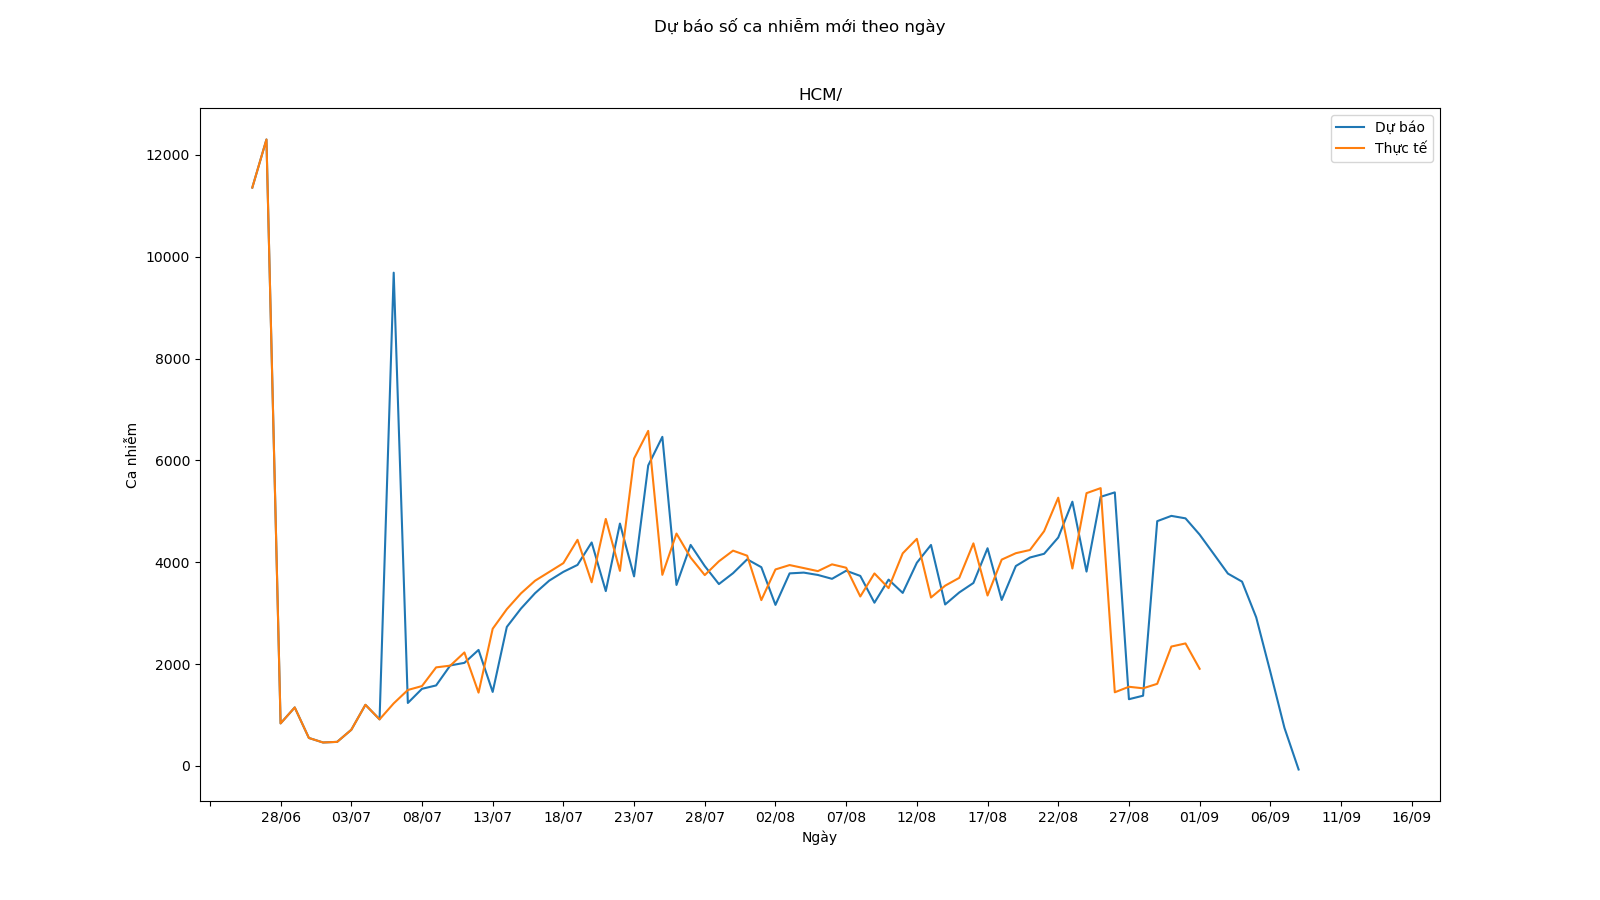 Dự báo số ca nhiễm mới theo ngày
HCM/
Dự báo
Thực tế
12000
10000
8000
6000
4000
2000
0
Ca nhiễm
28/06 03/07 08/07 13/07 18/07 23/07 28/07 02/08 07/08 12/08 17/08 22/08 27/08 01/09 06/09 11/09 16/09
Ngày